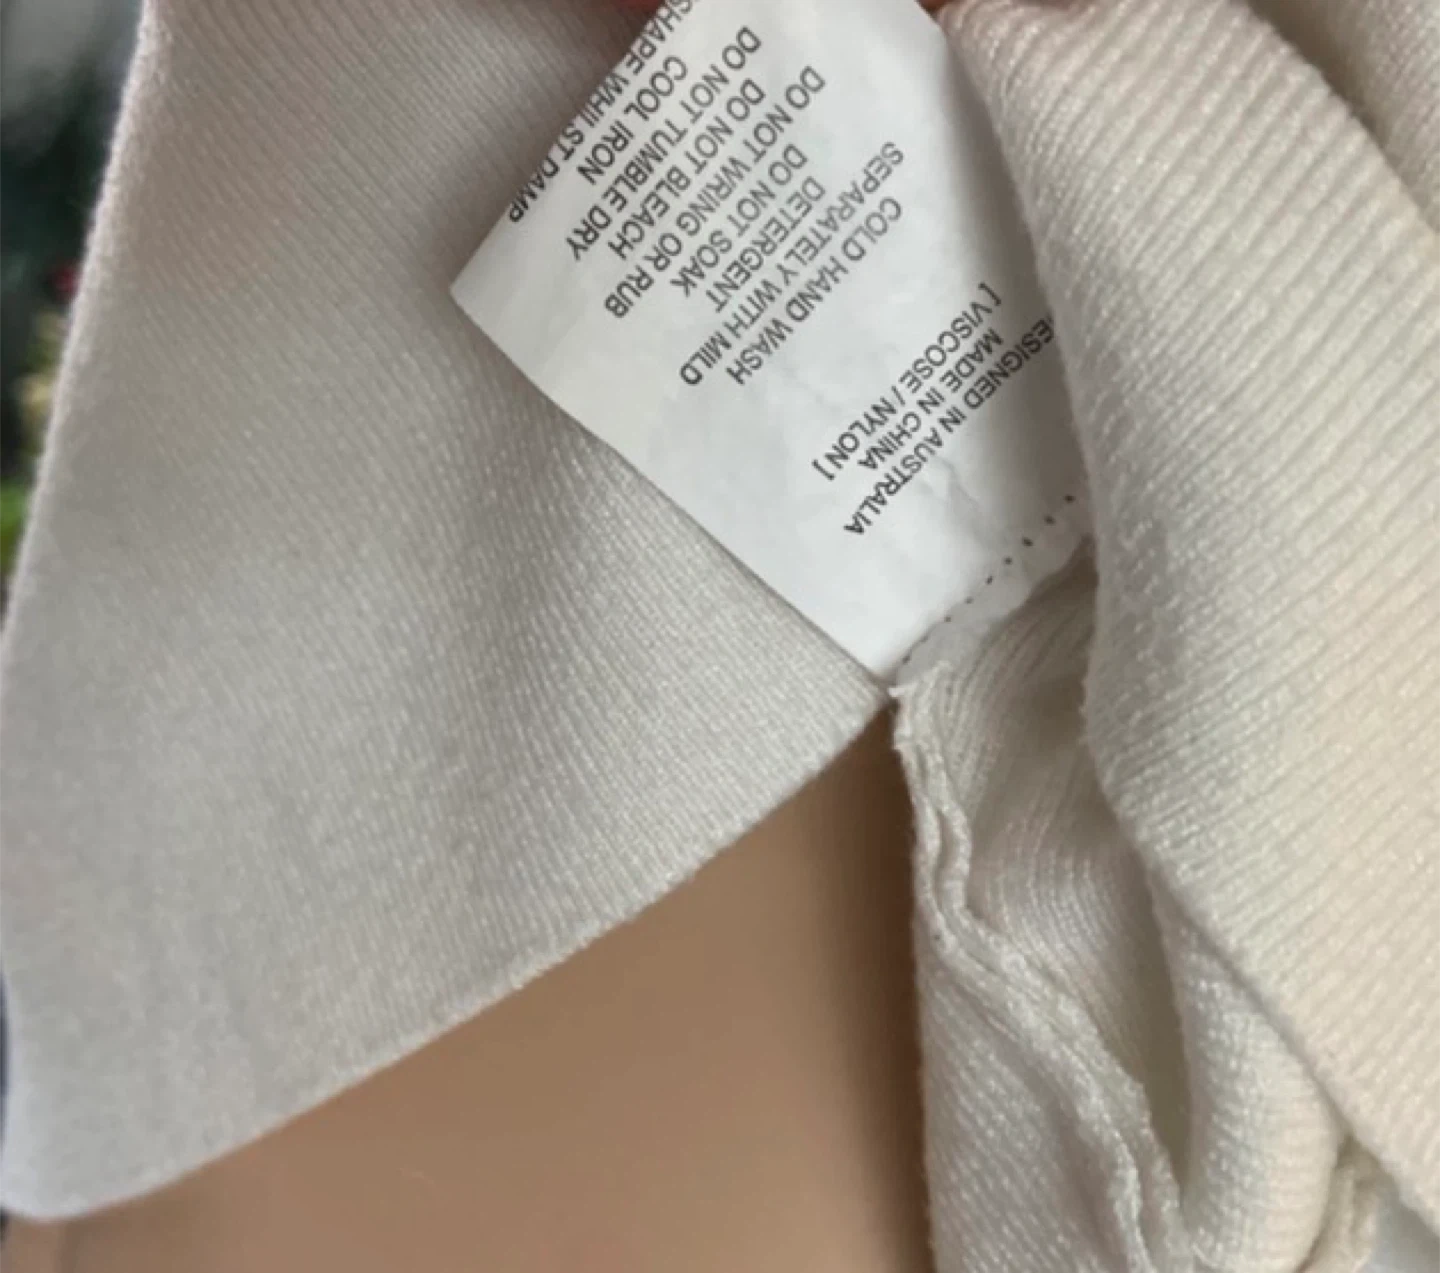 ESIGNED IN AUSTRALIA
MADE IN CHINA
[ VISCOSE / NYLON ]
COLD HAND WASH
SEPARATELY WITH MILD
DETERGENT
DO NOT SOAK
DO NOT WRING OR RUB
DO NOT BLEACH
DO NOT TUMBLE DRY
COOL IRON
SHAPE WHILST DAMP